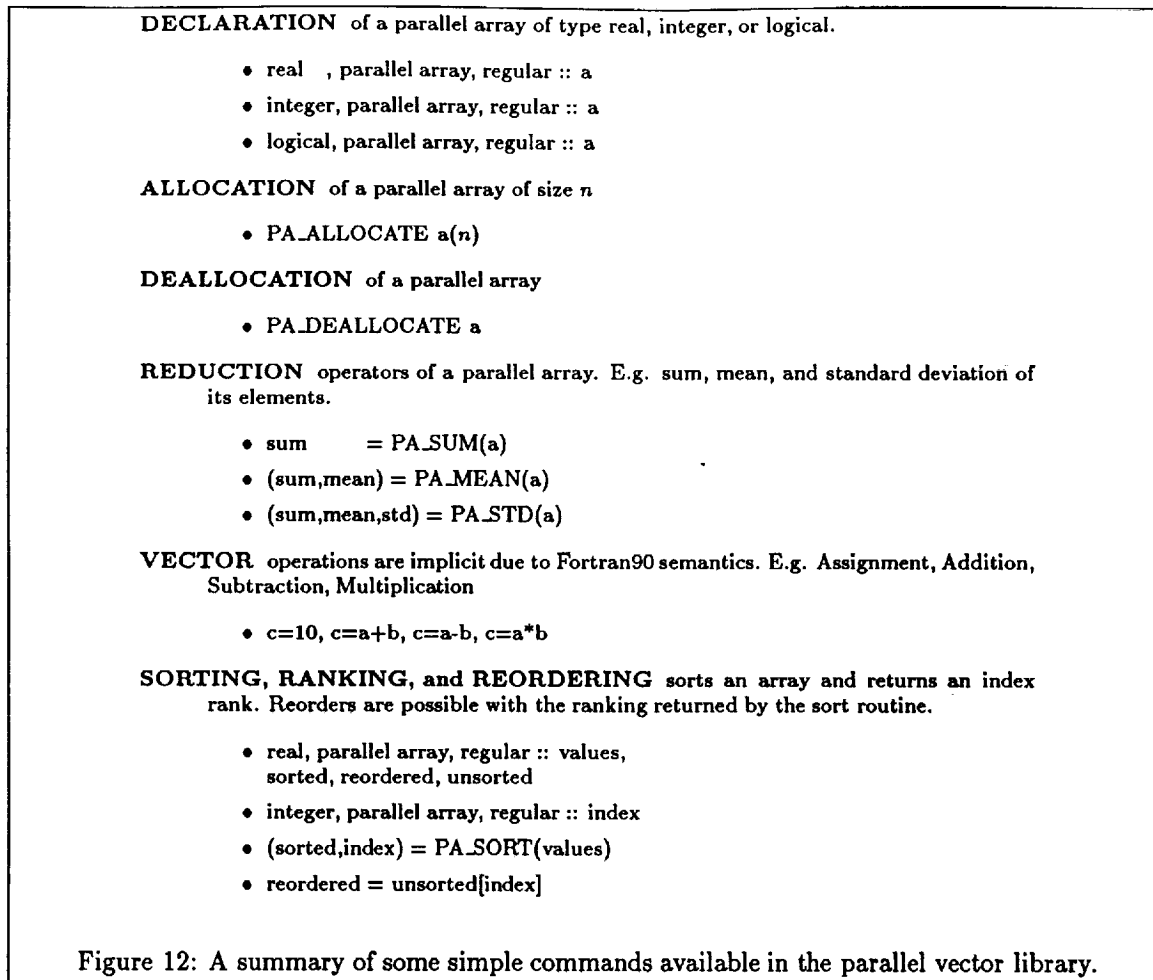 DECLARATION of a parallel array of type real, integer, or logical.
• real , parallel array, regular :: a
• integer, parallel array, regular :: a
• logical, parallel array, regular :: a
ALLOCATION of a parallel array of size n
• PA_ALLOCATE a(n)
DEALLOCATION of a parallel array
• PA_DEALLOCATE a
REDUCTION operators of a parallel array. E.g. sum, mean, and standard deviation of
its elements.
• sum = PA_SUM(a)
• (sum,mean) = PA_MEAN(a)
• (sum,mean,std) = PA_STD(a)
VECTOR operations are implicit due to Fortran90 semantics. E.g. Assignment, Addition,
Subtraction, Multiplication
• c=10, c=a+b, c=a-b, c=a*b
SORTING, RANKING, and REORDERING sorts an array and returns an index
rank. Reorders are possible with the ranking returned by the sort routine.
• real, parallel array, regular :: values,
sorted, reordered, unsorted
• integer, parallel array, regular :: index
• (sorted,index) = PA_SORT(values)
• reordered = unsorted[index]
Figure 12: A summary of some simple commands available in the parallel vector library.